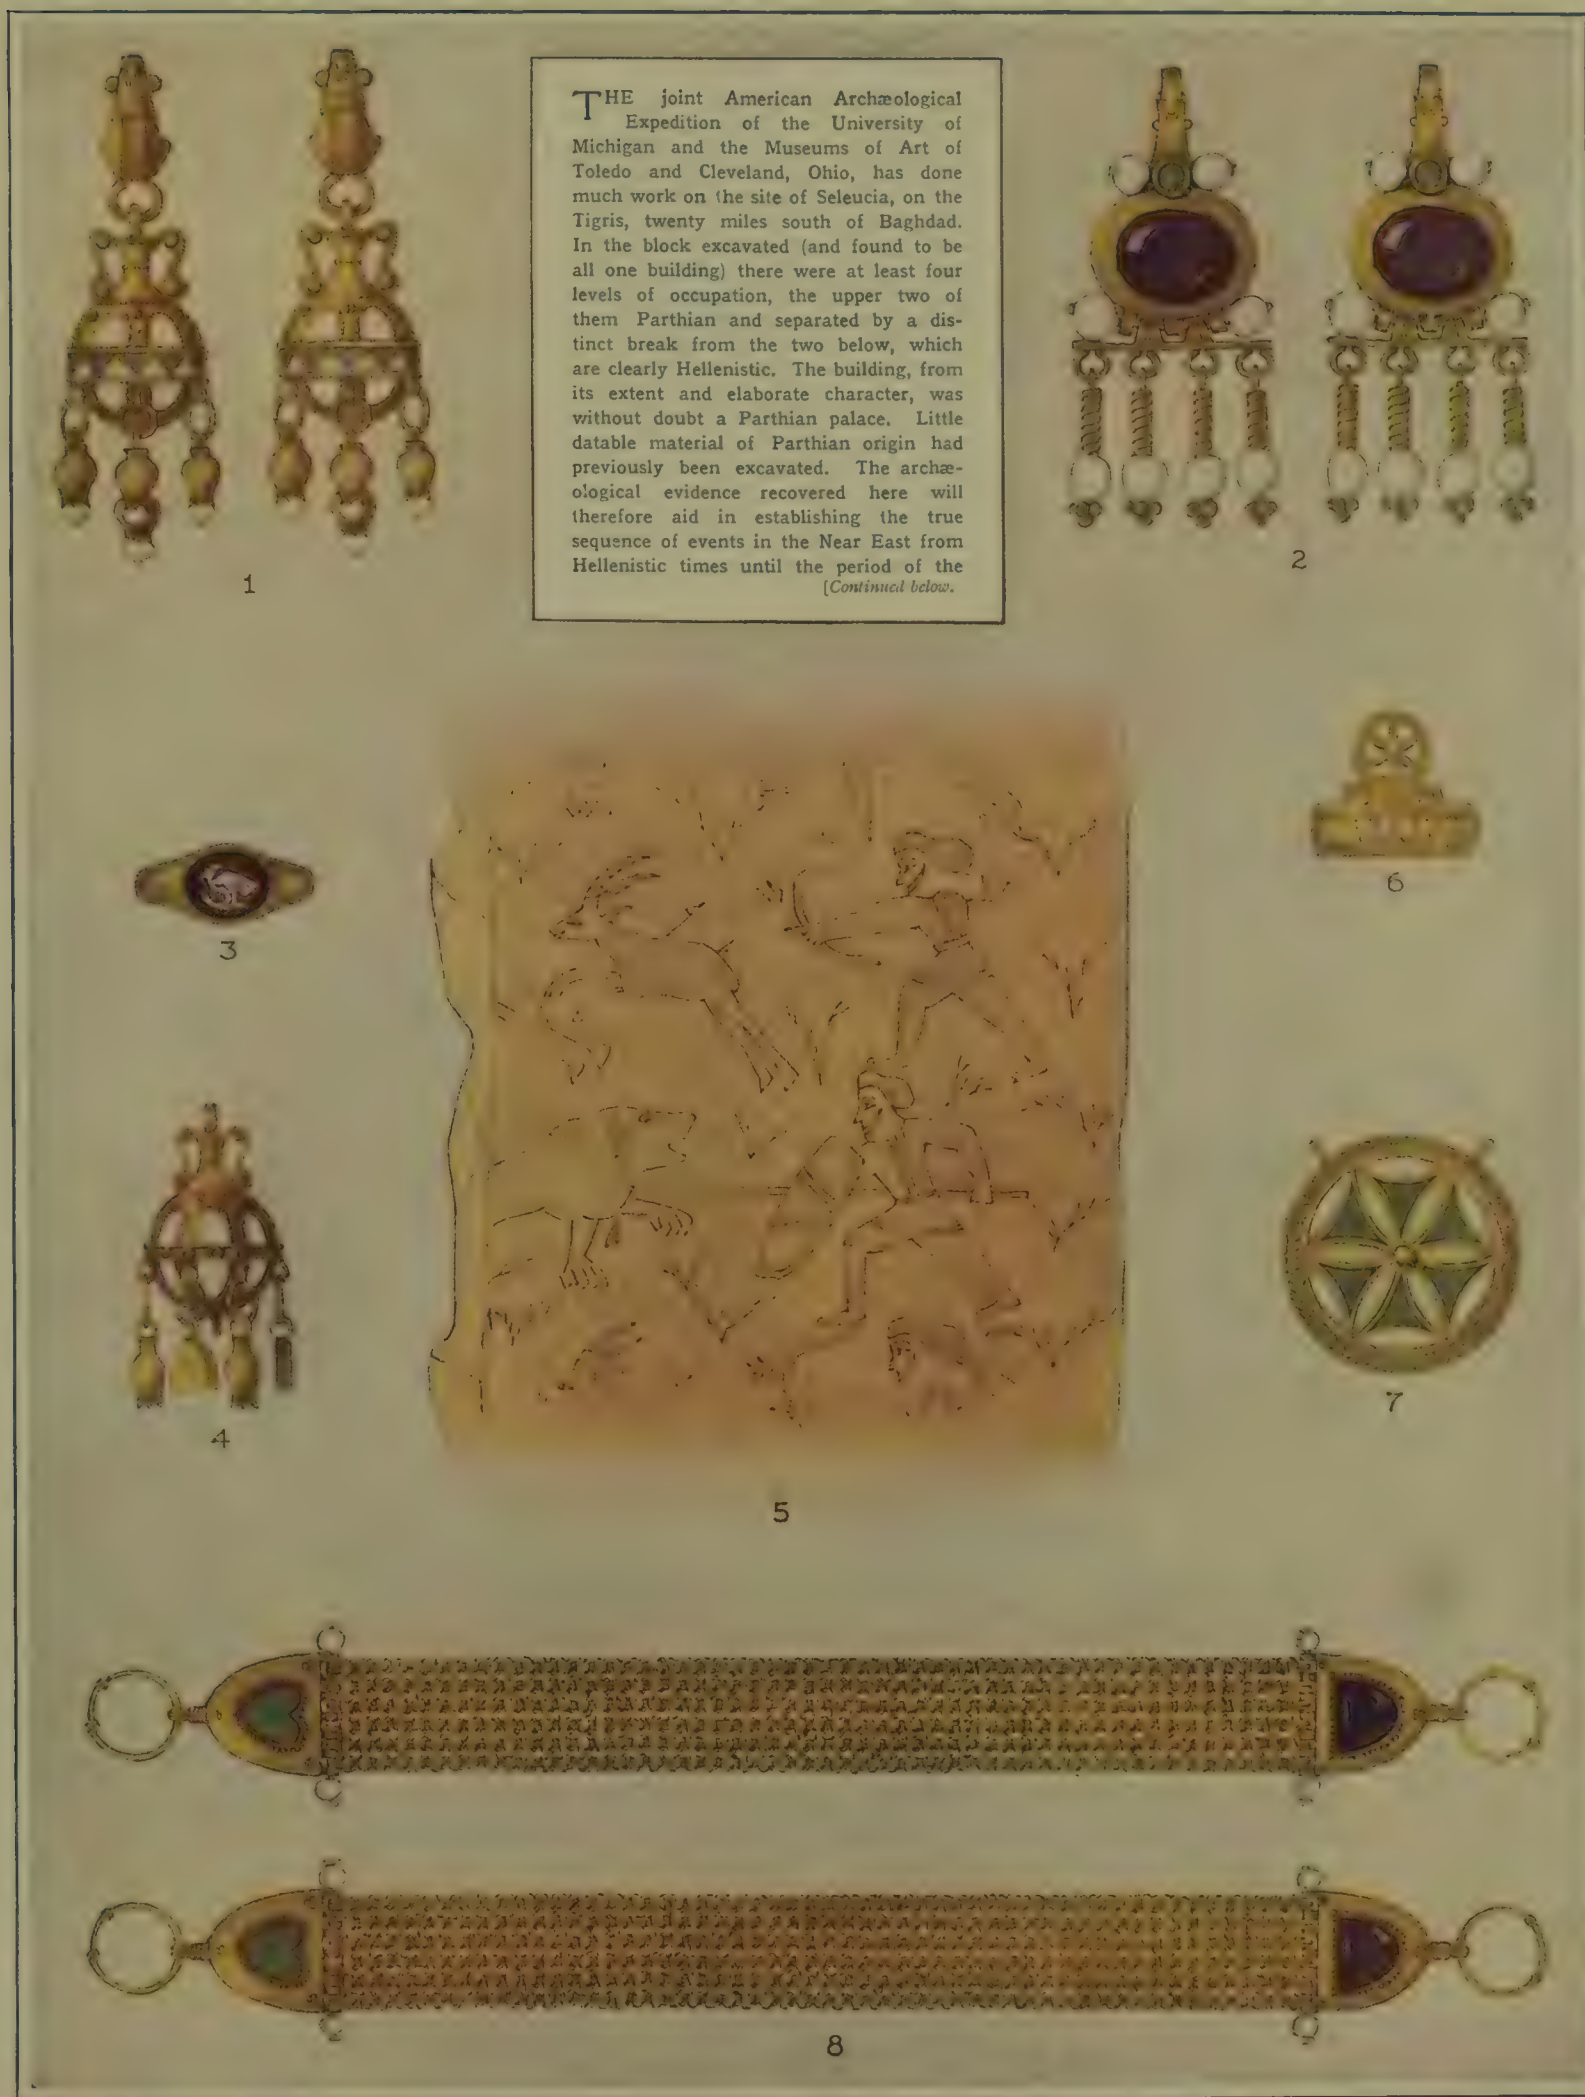 THE joint American Archæological
Expedition of the University of
Michigan and the Museums of Art of
Toledo and Cleveland, Ohio, has done
much work on the site of Seleucia, on the
Tigris, twenty miles south of Baghdad.
In the block excavated (and found to be
all one building) there were at least four
levels of occupation, the upper two of
them Parthian and separated by a dis-
tinct break from the two below, which
are clearly Hellenistic. The building, from
its extent and elaborate character, was
without doubt a Parthian palace. Little
datable material of Parthian origin had
previously been excavated. The archæ-
ological evidence recovered here will
therefore aid in establishing the true
sequence of events in the Near East from
Hellenistic times until the period of the
[Continued below.
1
2
3
4
5
6
7
8